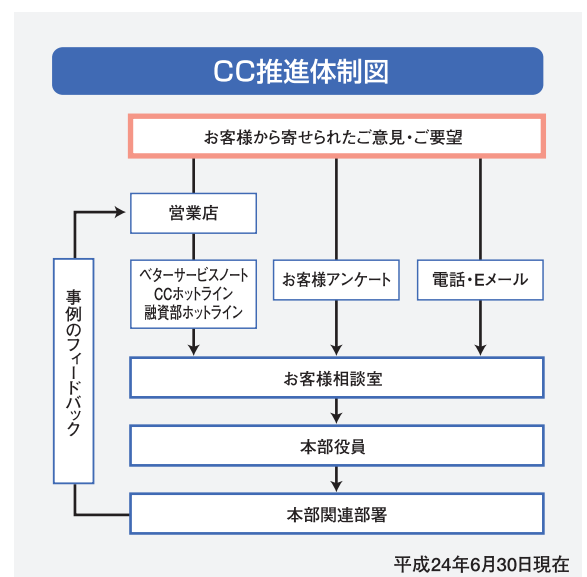 CC推進体制図
お客様から寄せられたご意見・ご要望
営業店
ベターサービスノート
CCホットライン
融資部ホットライン
お客様アンケート
電話・Eメール
事例のフィードバック
お客様相談室
本部役員
本部関連部署
平成24年6月30日現在